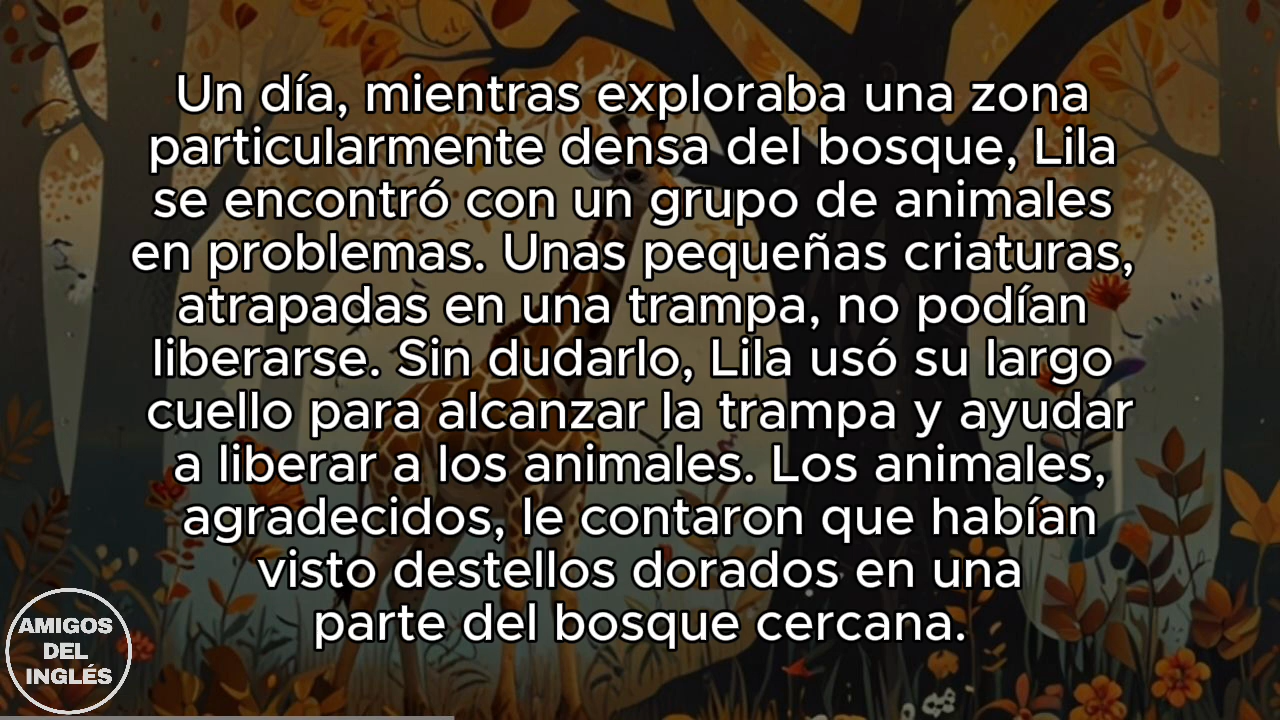 Un día, mientras exploraba una zona
particularmente densa del bosque, Lila
se encontró con un grupo de animales
en problemas. Unas pequeñas criaturas,
atrapadas en una trampa, no podían
liberarse. Sin dudarlo, Lila usó su largo
cuello para alcanzar la trampa y ayudar
a liberar a los animales. Los animales,
agradecidos, le contaron que habían
visto destellos dorados en una
parte del bosque cercana.
AMIGOS
DEL
INGLÉS